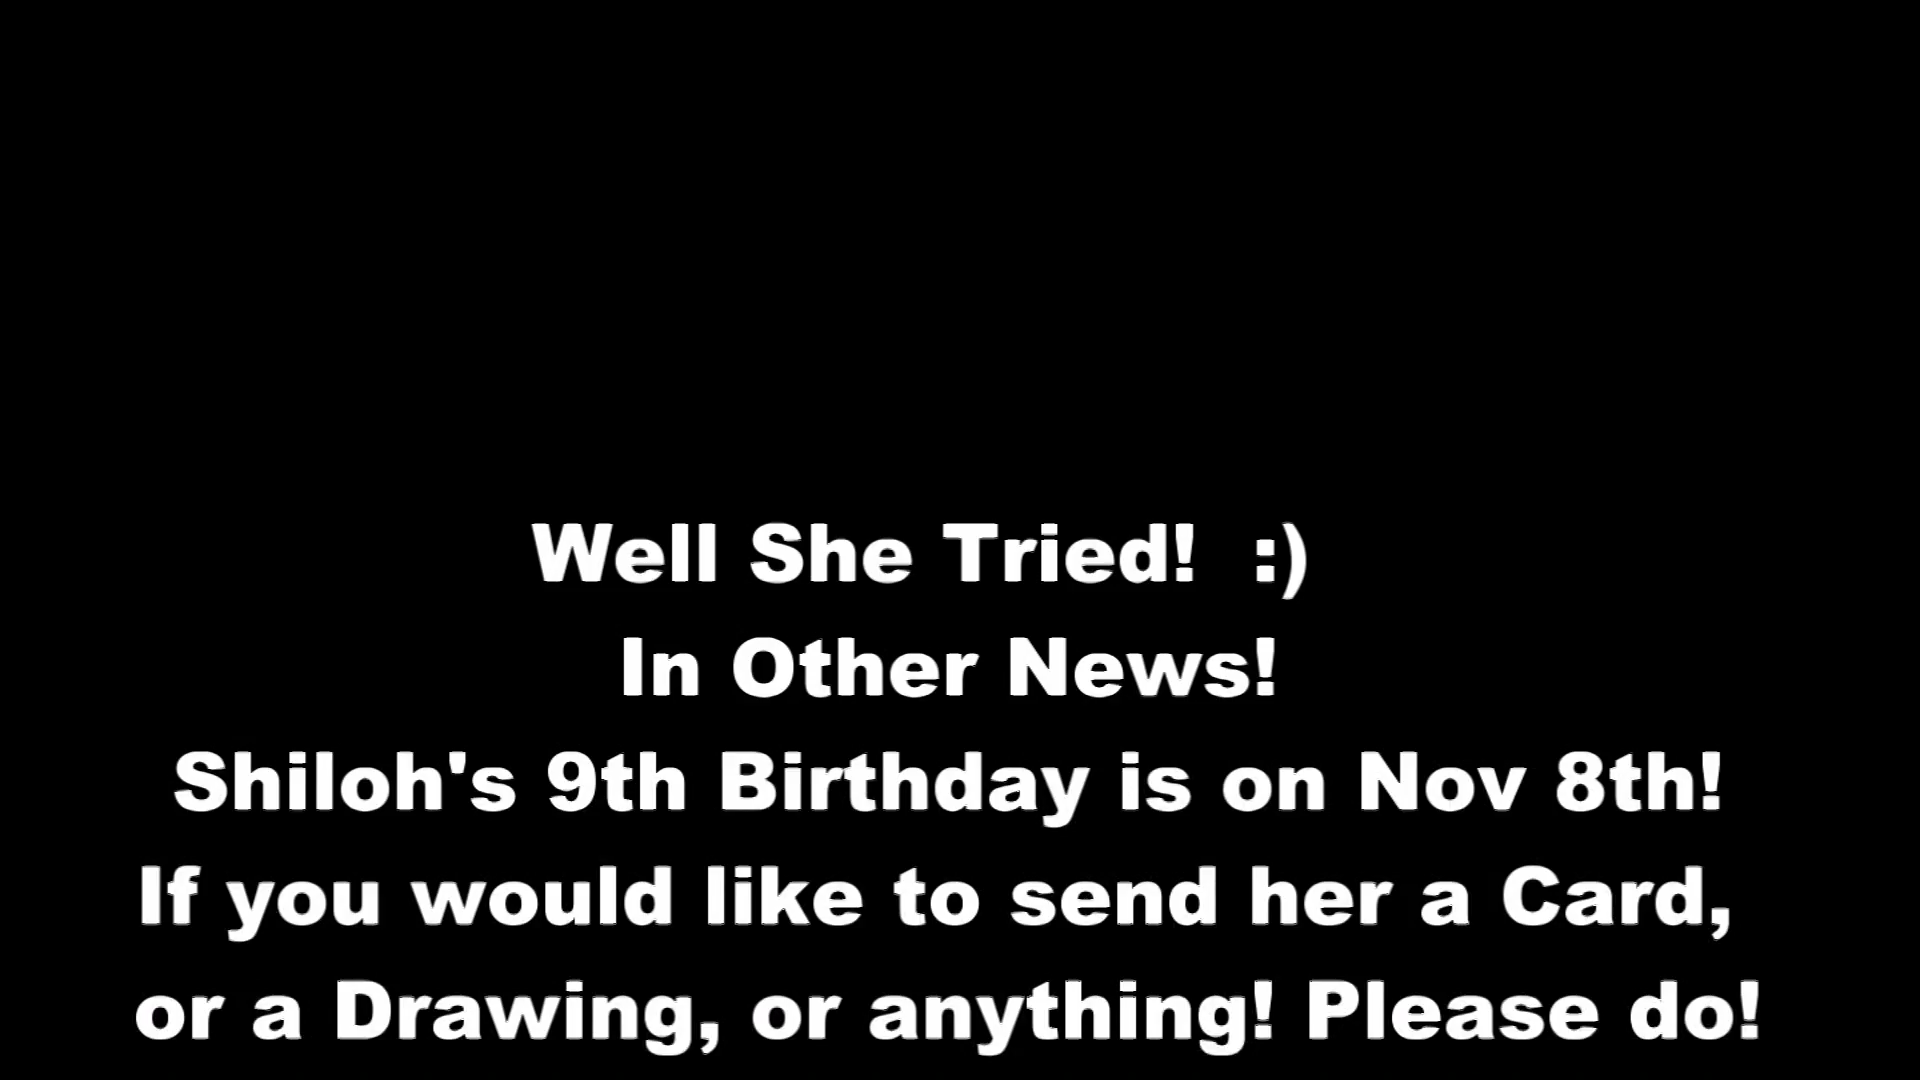 Well She Tried!  :)
In Other News!
Shiloh's 9th Birthday is on Nov 8th!
If you would like to send her a Card,
or a Drawing, or anything! Please do!